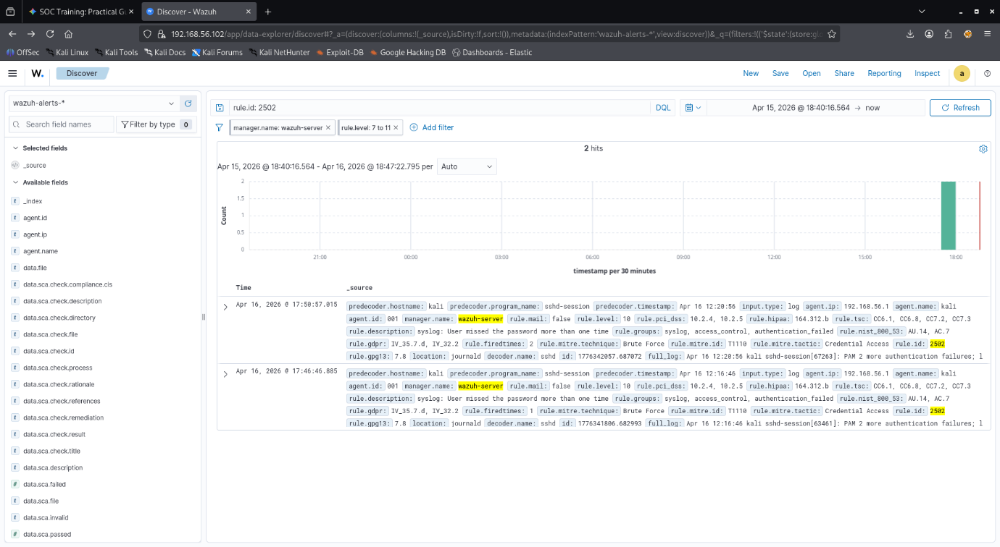 SOC Training: Practical Gu
Discover - Wazuh
192.168.56.102/app/data-explorer/discover#?_a=(discover:(columns:!(_source),isDirty:!f,sort:!()),metadata:(indexPattern:'wazuh-alerts-*',view:discover))&_q=(filters:!(('$state':(store:glo
OffSec Kali Linux Kali Tools Kali Docs Kali Forums Kali NetHunter Exploit-DB Google Hacking DB Dashboards - Elastic
W. Discover New Save Open Share Reporting Inspect a
wazuh-alerts-*
rule.id: 2502 DQL Apr 15, 2026 @ 18:40:16.564 → now Refresh
Search field names Filter by type 0
manager.name: wazuh-server rule.level: 7 to 11 Add filter
Selected fields
_source
Available fields
_index
agent.id
agent.ip
agent.name
data.file
data.sca.check.compliance.cis
data.sca.check.description
data.sca.check.directory
data.sca.check.file
data.sca.check.id
data.sca.check.process
data.sca.check.rationale
data.sca.check.references
data.sca.check.remediation
data.sca.check.result
data.sca.check.title
data.sca.description
data.sca.failed
data.sca.file
data.sca.invalid
data.sca.passed
2 hits
Apr 15, 2026 @ 18:40:16.564 - Apr 16, 2026 @ 18:47:22.795 per Auto
Count
2
1.5
1
0.5
0
21:00 00:00 03:00 06:00 09:00 12:00 15:00 18:00
timestamp per 30 minutes
Time _source
Apr 16, 2026 @ 17:50:57.015
predecoder.hostname: kali predecoder.program_name: sshd-session predecoder.timestamp: Apr 16 12:20:56 input.type: log agent.ip: 192.168.56.1 agent.name: kali
agent.id: 001 manager.name: wazuh-server rule.mail: false rule.level: 10 rule.pci_dss: 10.2.4, 10.2.5 rule.hipaa: 164.312.b rule.tsc: CC6.1, CC6.8, CC7.2, CC7.3
rule.description: syslog: User missed the password more than one time rule.groups: syslog, access_control, authentication_failed rule.nist_800_53: AU.14, AC.7
rule.gdpr: IV_35.7.d, IV_32.2 rule.firedtimes: 2 rule.mitre.technique: Brute Force rule.mitre.id: T1110 rule.mitre.tactic: Credential Access rule.id: 2502
rule.gpg13: 7.8 location: journald decoder.name: sshd id: 1776342057.687072 full_log: Apr 16 12:20:56 kali sshd-session[67263]: PAM 2 more authentication failures; l
Apr 16, 2026 @ 17:46:46.885
predecoder.hostname: kali predecoder.program_name: sshd-session predecoder.timestamp: Apr 16 12:16:46 input.type: log agent.ip: 192.168.56.1 agent.name: kali
agent.id: 001 manager.name: wazuh-server rule.mail: false rule.level: 10 rule.pci_dss: 10.2.4, 10.2.5 rule.hipaa: 164.312.b rule.tsc: CC6.1, CC6.8, CC7.2, CC7.3
rule.description: syslog: User missed the password more than one time rule.groups: syslog, access_control, authentication_failed rule.nist_800_53: AU.14, AC.7
rule.gdpr: IV_35.7.d, IV_32.2 rule.firedtimes: 1 rule.mitre.technique: Brute Force rule.mitre.id: T1110 rule.mitre.tactic: Credential Access rule.id: 2502
rule.gpg13: 7.8 location: journald decoder.name: sshd id: 1776341806.682993 full_log: Apr 16 12:16:46 kali sshd-session[63461]: PAM 2 more authentication failures; l